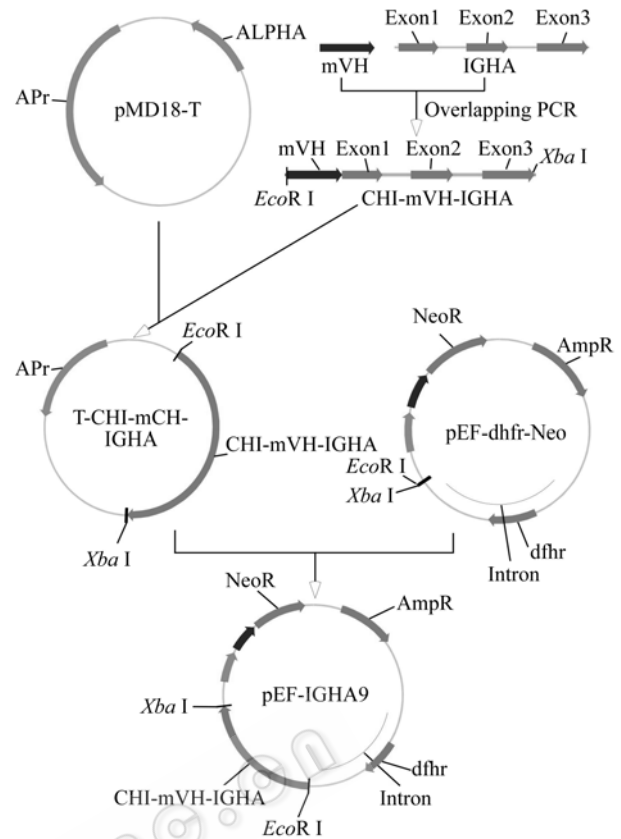 ALPHA
APr
pMD18-T
Exon1 Exon2 Exon3
mVH IGHA
Overlapping PCR
mVH Exon1 Exon2 Exon3 Xba I
EcoR I CHI-mVH-IGHA
EcoR I
APr
T-CHI-mCH-
IGHA
CHI-mVH-IGHA
Xba I
NeoR
AmpR
pEF-dhfr-Neo
EcoR I
Xba I
dfhr
Intron
NeoR
AmpR
pEF-IGHA9
Xba I
dfhr
Intron
CHI-mVH-IGHA
EcoR I